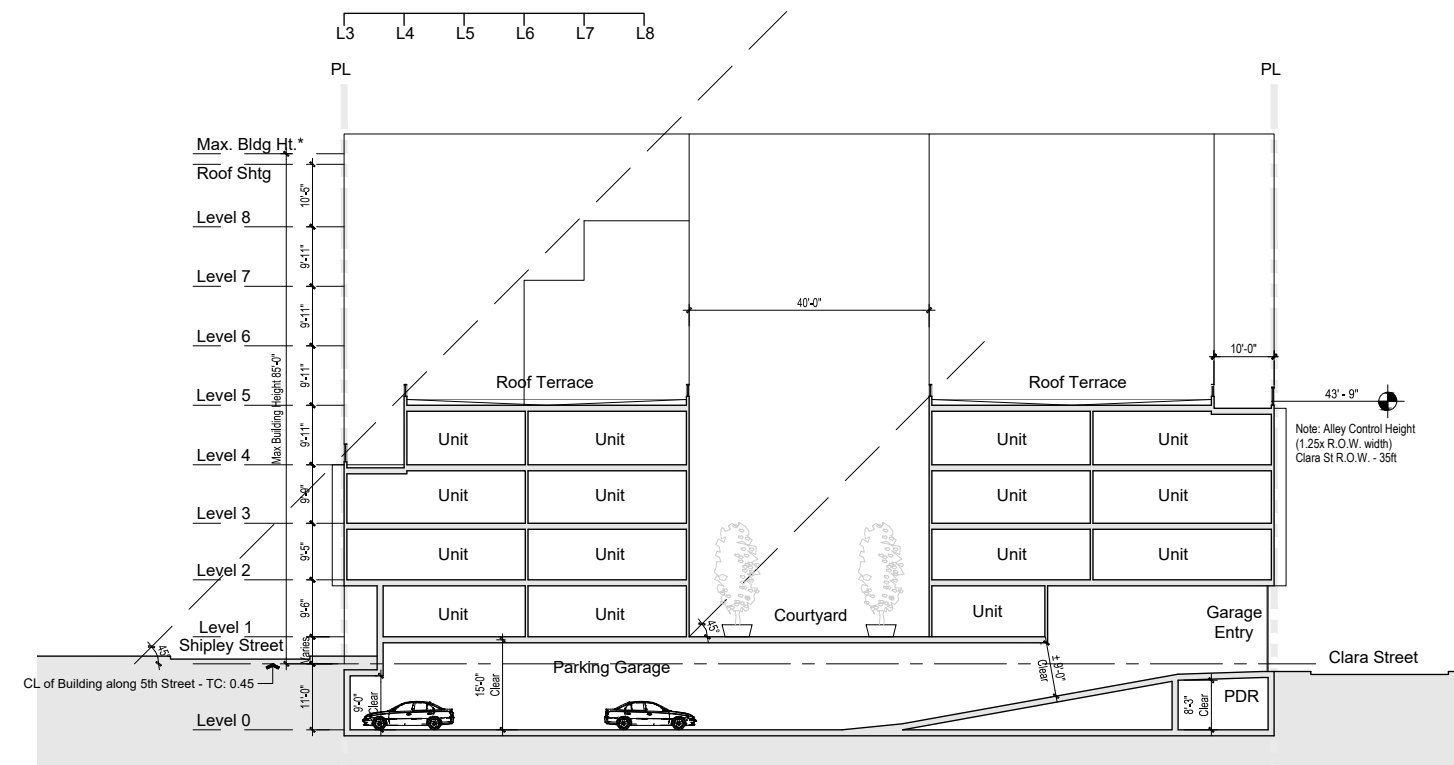 L3 L4 L5 L6 L7 L8
PL PL
Max. Bldg Ht.*
Roof Shtg
10'-5"
Level 8
9'-11"
Level 7
40'-0"
9'-11"
Level 6
10'-0"
9'-11"
Max Building Height 85'-0"
Roof Terrace Roof Terrace
Level 5
43' - 9"
9'-11"
Note: Alley Control Height
(1.25x R.O.W. width)
Clara St R.O.W. - 35ft
Unit Unit Unit Unit
Level 4
9'-9"
Unit Unit Unit Unit
Level 3
9'-5"
Unit Unit Unit Unit
Level 2
9'-6"
Unit Unit Courtyard Unit Garage
Entry
45°
Level 1
Shipley Street
45°
Varies
Parking Garage
Clara Street
± 9'-0"
Clear
CL of Building along 5th Street - TC: 0.45
11'-0"
9'-0"
Clear
15'-0"
Clear
8'-3"
Clear
PDR
Level 0